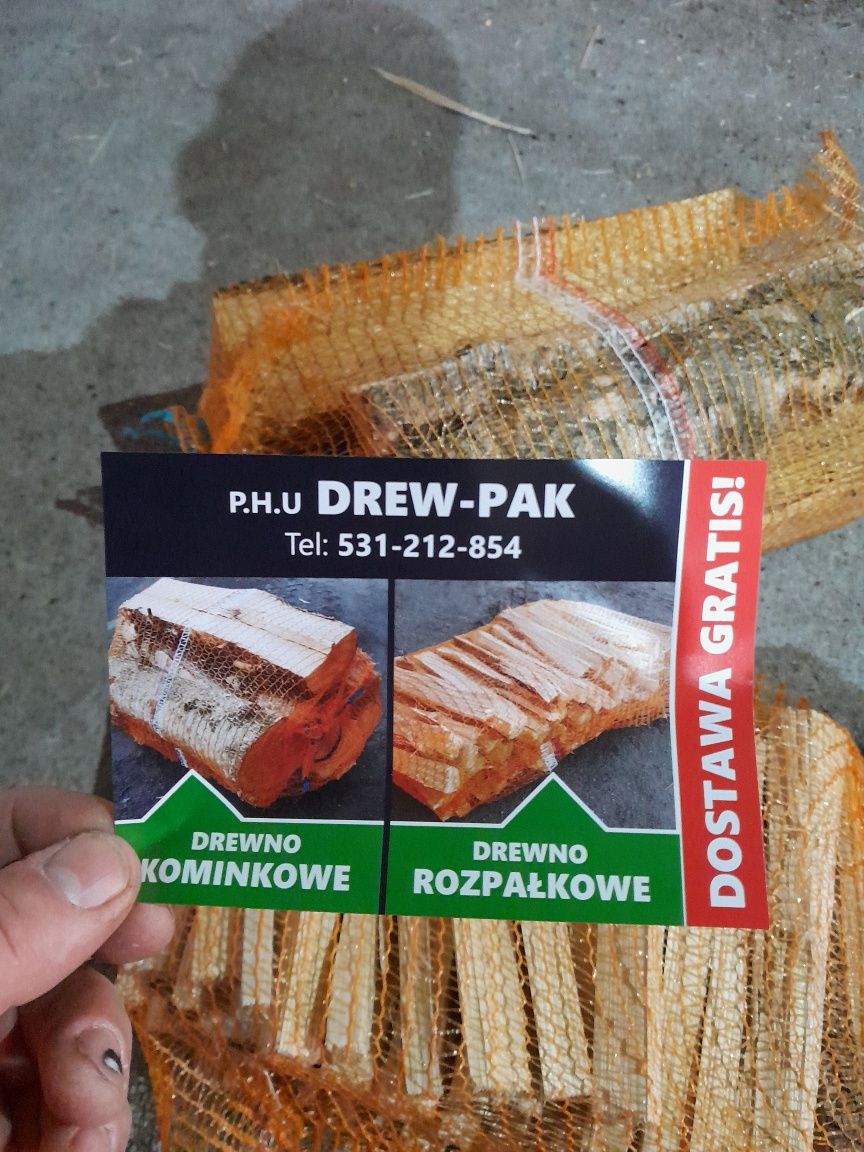 P.H.U DREW-PAK
Tel: 531-212-854
DREWNO
KOMINKOWE
DREWNO
ROZPAŁKOWE
DOSTAWA GRATIS!